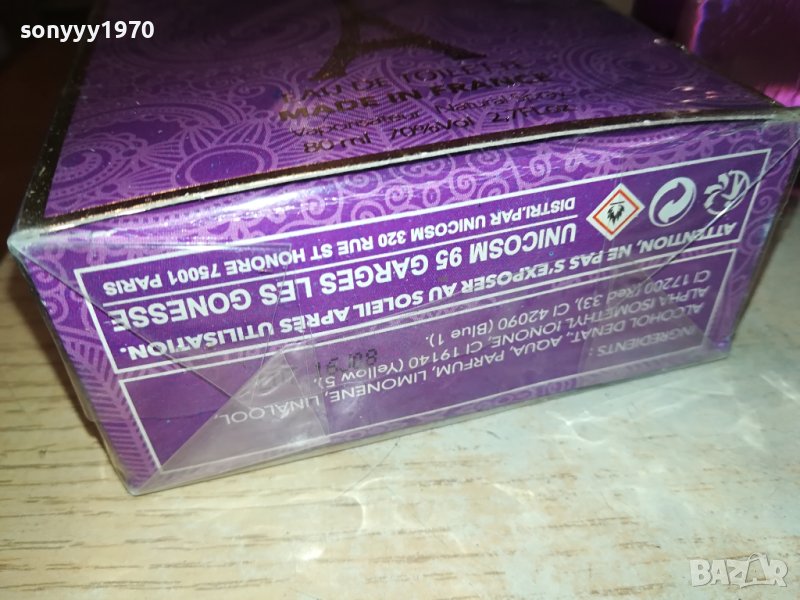 sonyyy1970
EAU DE TOILETTE
MADE IN FRANCE
Vaporisateur Natural Spray
80 ml 70%Vol 2.7Fl.oz
INGREDIENTS :
ALCOHOL DENAT., AQUA, PARFUM, LIMONENE, LINALOOL,
ALPHA ISOMETHYL IONONE, CI 19140 (Yellow 5),
CI 17200 (Red 33), CI 42090 (Blue 1).
ATTENTION, NE PAS S'EXPOSER AU SOLEIL APRÈS UTILISATION.
UNICOSM 95 GARGES LES GONESSE
DISTRI.PAR UNICOSM 320 RUE ST HONORE 75001 PARIS
BAZAR